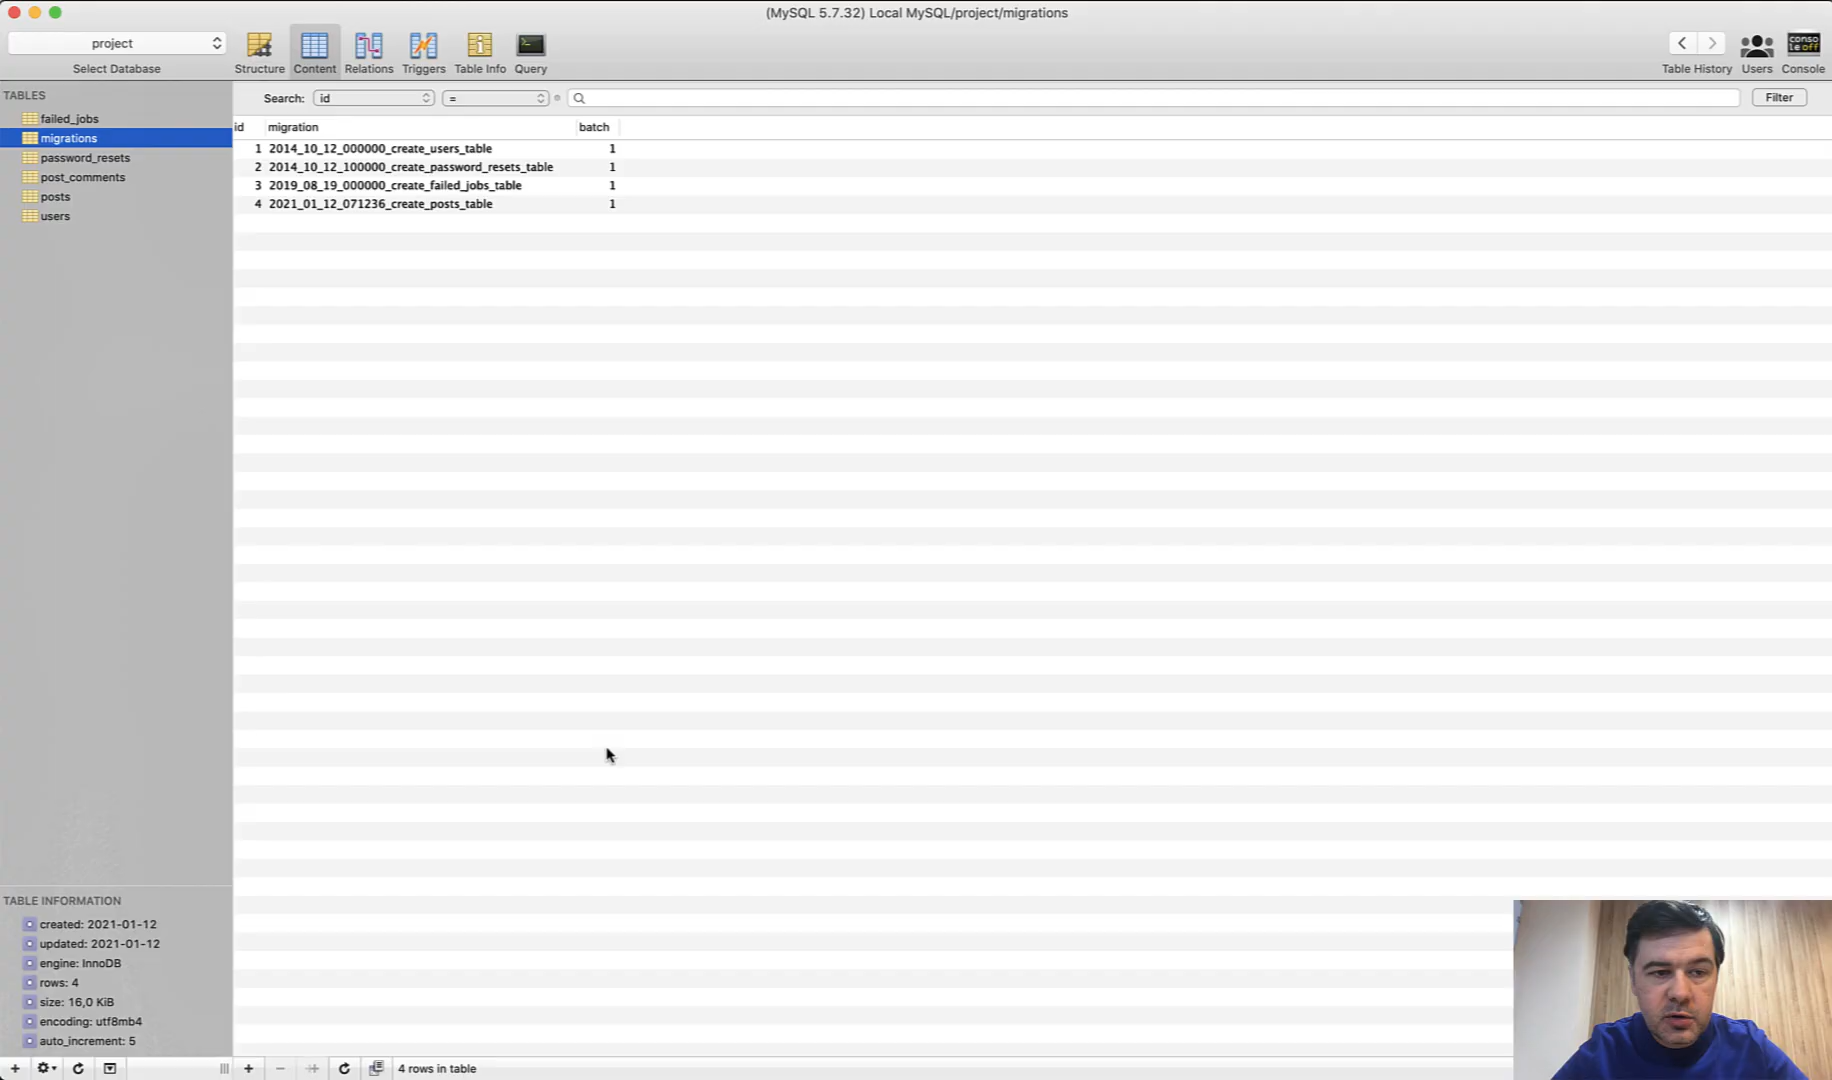 (MySQL 5.7.32) Local MySQL/project/migrations
project
Select Database
Structure
Content
Relations
Triggers
Table Info
Query
Table History
Users
conso
le off
Console
TABLES
failed_jobs
migrations
password_resets
post_comments
posts
users
Search: id =
Filter
id migration batch
1 2014_10_12_000000_create_users_table 1
2 2014_10_12_100000_create_password_resets_table 1
3 2019_08_19_000000_create_failed_jobs_table 1
4 2021_01_12_071236_create_posts_table 1
TABLE INFORMATION
created: 2021-01-12
updated: 2021-01-12
engine: InnoDB
rows: 4
size: 16,0 KiB
encoding: utf8mb4
auto_increment: 5
4 rows in table